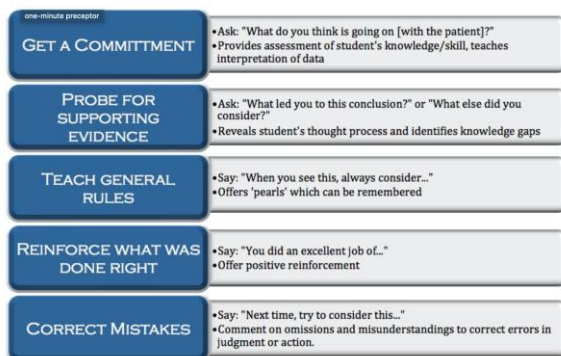 one-minute preceptor
GET A COMMITTMENT
•Ask: "What do you think is going on [with the patient]?"
•Provides assessment of student's knowledge/skill, teaches
interpretation of data
PROBE FOR
SUPPORTING
EVIDENCE
•Ask: "What led you to this conclusion?" or "What else did you
consider?"
•Reveals student's thought process and identifies knowledge gaps
TEACH GENERAL
RULES
•Say: "When you see this, always consider..."
•Offers 'pearls' which can be remembered
REINFORCE WHAT WAS
DONE RIGHT
•Say: "You did an excellent job of..."
•Offer positive reinforcement
CORRECT MISTAKES
•Say: "Next time, try to consider this..."
•Comment on omissions and misunderstandings to correct errors in
judgment or action.